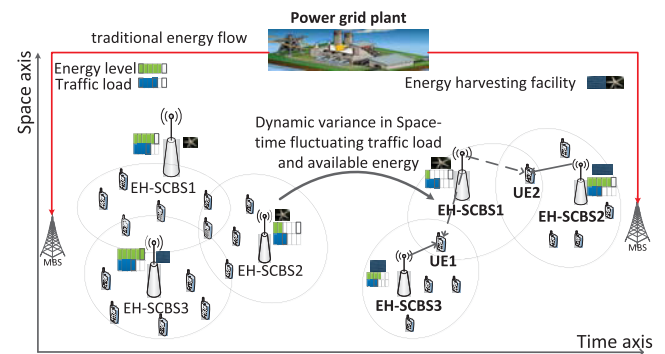 Power grid plant
traditional energy flow
Energy level
Traffic load
Energy harvesting facility
Space axis
Dynamic variance in Space-
time fluctuating traffic load
and available energy
EH-SCBS1
EH-SCBS2
EH-SCBS3
MBS
EH-SCBS1
UE2
EH-SCBS2
UE1
EH-SCBS3
MBS
Time axis